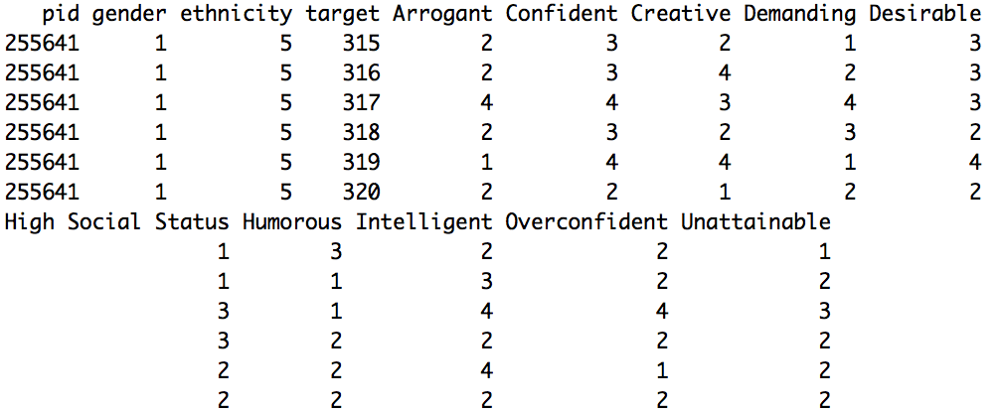 pid gender ethnicity target Arrogant Confident Creative Demanding Desirable
255641 1 5 315 2 3 2 1 3
255641 1 5 316 2 3 4 2 3
255641 1 5 317 4 4 3 4 3
255641 1 5 318 2 3 2 3 2
255641 1 5 319 1 4 4 1 4
255641 1 5 320 2 2 1 2 2
High Social Status Humorous Intelligent Overconfident Unattainable
1 3 2 2 1
1 1 3 2 2
3 1 4 4 3
3 2 2 2 2
2 2 4 1 2
2 2 2 2 2